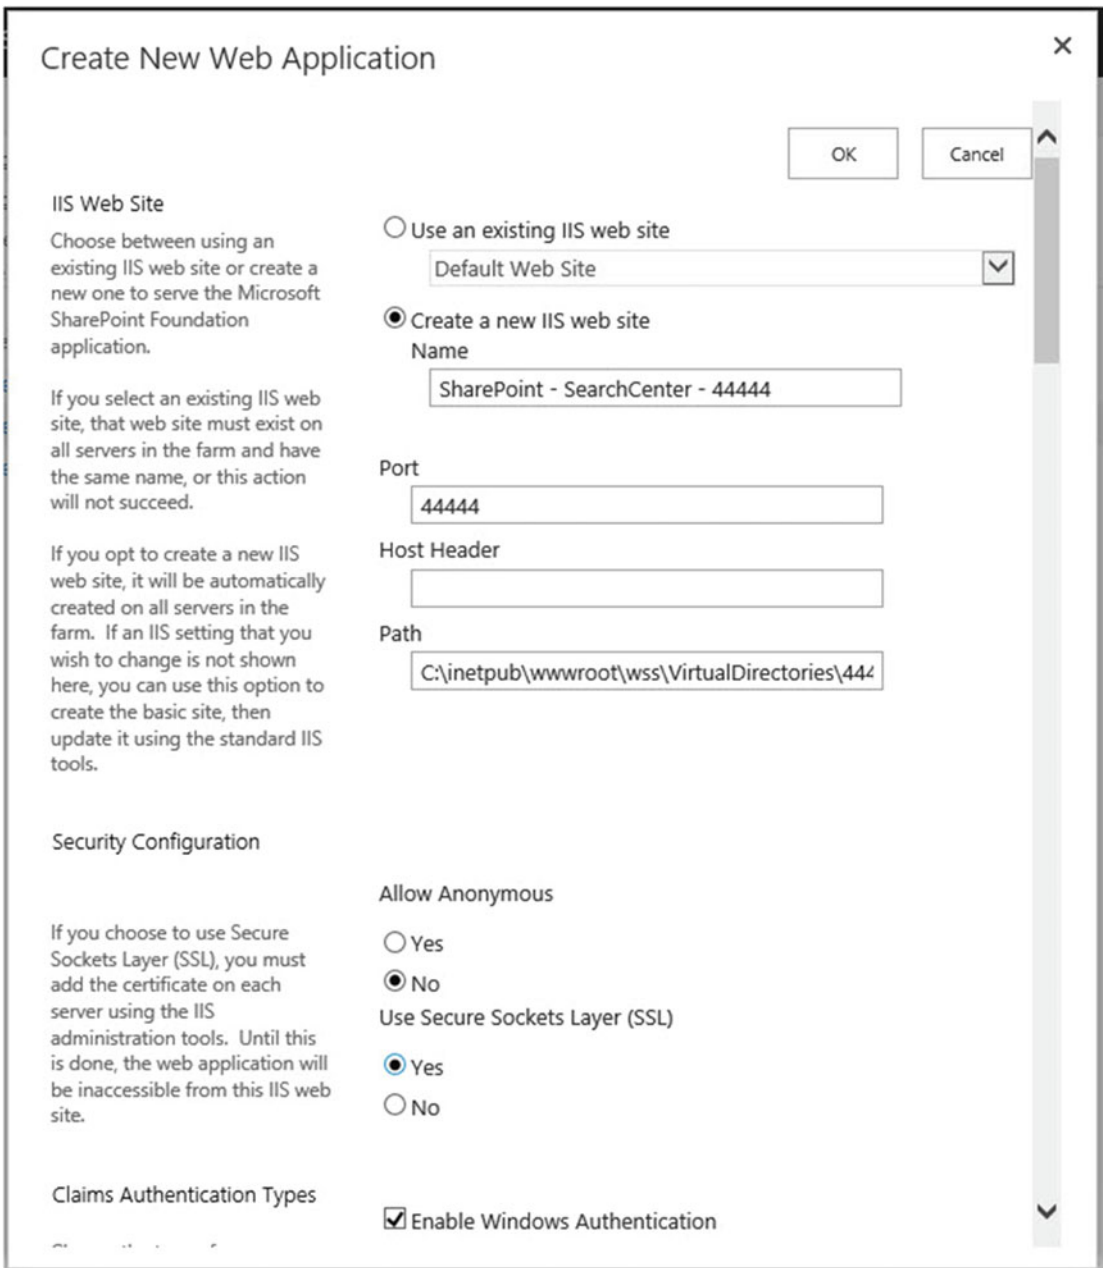 Create New Web Application
OK
Cancel
IIS Web Site
Choose between using an
existing IIS web site or create a
new one to serve the Microsoft
SharePoint Foundation
application.
If you select an existing IIS web
site, that web site must exist on
all servers in the farm and have
the same name, or this action
will not succeed.
If you opt to create a new IIS
web site, it will be automatically
created on all servers in the
farm. If an IIS setting that you
wish to change is not shown
here, you can use this option to
create the basic site, then
update it using the standard IIS
tools.
Use an existing IIS web site
Default Web Site
Create a new IIS web site
Name
SharePoint - SearchCenter - 44444
Port
44444
Host Header
Path
C:\inetpub\wwwroot\wss\VirtualDirectories\444
Security Configuration
If you choose to use Secure
Sockets Layer (SSL), you must
add the certificate on each
server using the IIS
administration tools. Until this
is done, the web application will
be inaccessible from this IIS web
site.
Allow Anonymous
Yes
No
Use Secure Sockets Layer (SSL)
Yes
No
Claims Authentication Types
Enable Windows Authentication